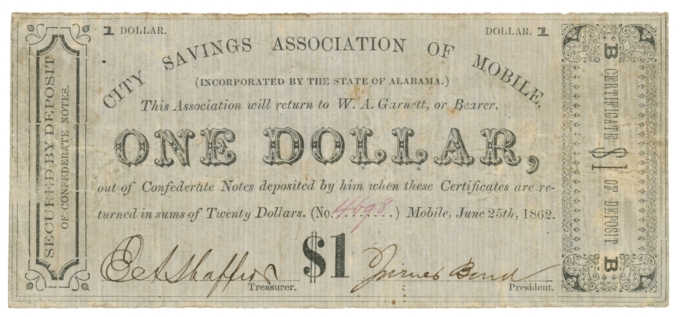 1 DOLLAR.
DOLLAR. 1
CITY SAVINGS ASSOCIATION OF MOBILE,
(INCORPORATED BY THE STATE OF ALABAMA.)
This Association will return to W. A. Garnett, or Bearer,
ONE DOLLAR,
out of Confederate Notes deposited by him when these Certificates are re-
turned in sums of Twenty Dollars. (No. 4698..) Mobile, June 25th, 1862.
$1
Treasurer.
James Bond
President.
SECURED BY DEPOSIT
OF CONFEDERATE NOTES.
B CERTIFICATE $1 OF DEPOSIT B